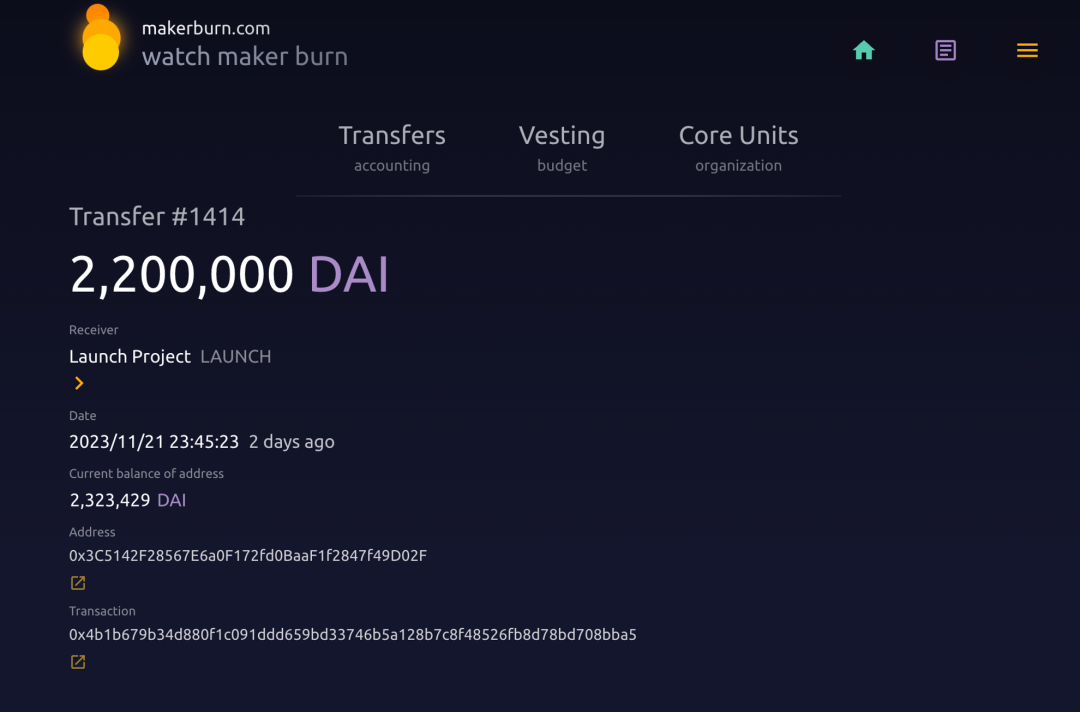 makerburn.com
watch maker burn
Transfers
accounting
Vesting
budget
Core Units
organization
Transfer #1414
2,200,000 DAI
Receiver
Launch Project LAUNCH
Date
2023/11/21 23:45:23 2 days ago
Current balance of address
2,323,429 DAI
Address
0x3C5142F28567E6a0F172fd0BaaF1f2847f49D02F
Transaction
0x4b1b679b34d880f1c091ddd659bd33746b5a128b7c8f48526fb8d78bd708bba5